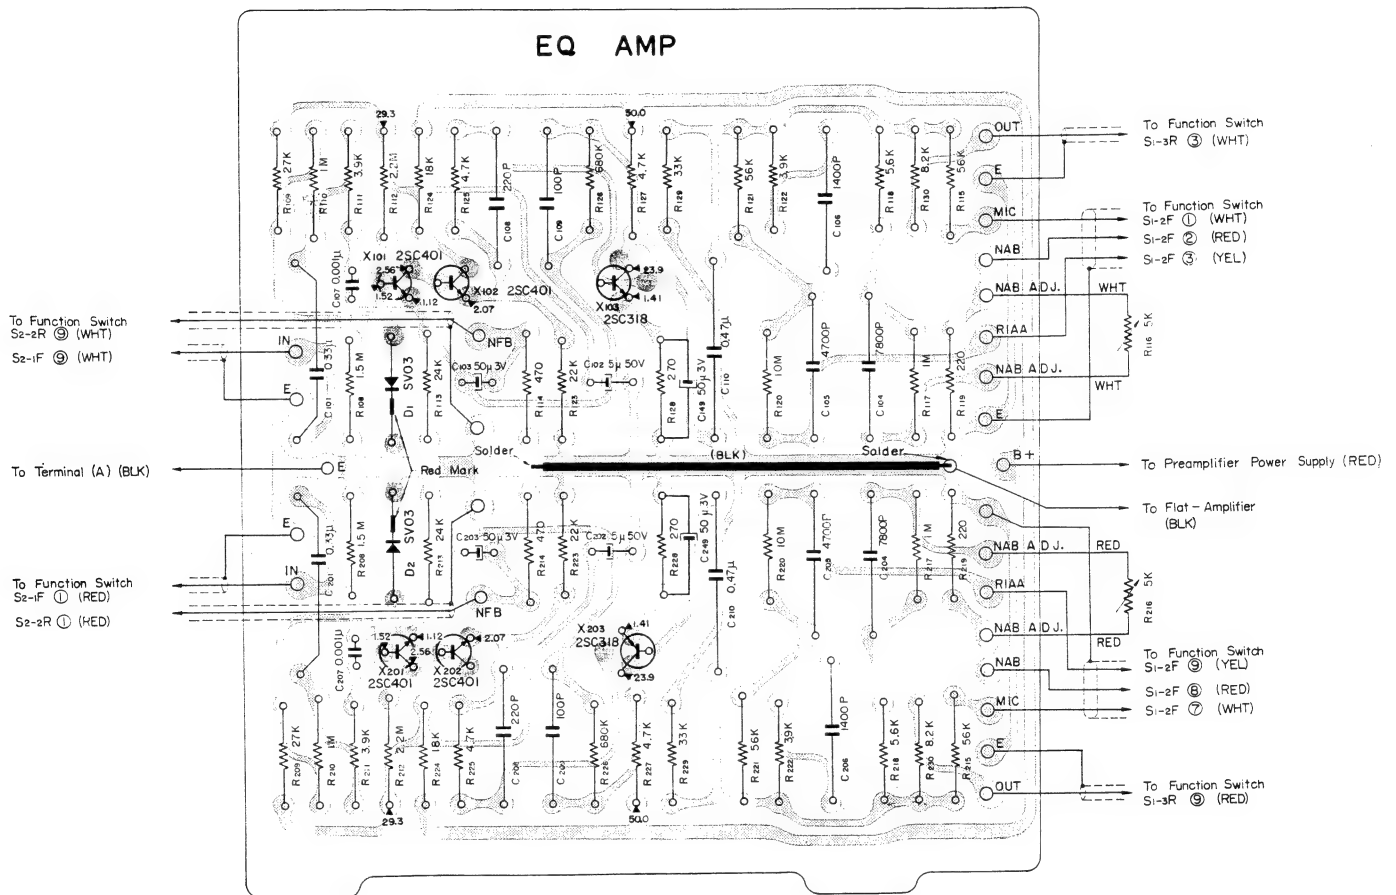 EQ AMP
29.3
50.0
27K
R109
1M
R110
3.9K
R111
2.2M
R112
18K
R124
4.7K
R125
220P
C108
100P
C109
680K
R126
4.7K
R127
33K
R129
56K
R121
3.9K
R122
1400P
C106
5.6K
R118
8.2K
R130
56K
R115
OUT
E
MIC
NAB
NAB ADJ.
RIAA
NAB ADJ.
E
To Function Switch
S1-3R ③ (WHT)
To Function Switch
S1-2F ① (WHT)
S1-2F ② (RED)
S1-2F ③ (YEL)
WHT
R116 5K
WHT
C107 0.001μ
X101 2SC401
2.56
1.52
1.12
X102 2SC401
2.07
X103
2SC318
23.9
1.41
To Function Switch
S2-2R ⑨ (WHT)
S2-1F ⑨ (WHT)
IN
E
NFB
C101
0.33μ
R108
1.5M
SV03
D1
R113
24K
C103 50μ3V
R114
470
R123
22K
C102 5μ50V
R128
270
C149 50μ3V
C110
0.47μ
R120
10M
C105
4700P
C104
7800P
R117
1M
R119
220
To Terminal (A) (BLK)
E
Red Mark
Solder
(BLK)
Solder
B+
To Preamplifier Power Supply (RED)
To Flat-Amplifier
(BLK)
E
IN
C201
0.33μ
R208
1.5M
SV03
D2
R213
24K
C203 50μ3V
R214
470
R223
22K
C202 5μ50V
R228
270
C249 50μ3V
C210 0.47μ
R220
10M
C205
4700P
C204
7800P
R217
1M
R219
220
To Function Switch
S2-1F ① (RED)
S2-2R ① (RED)
NFB
NAB ADJ.
RED
R216 5K
RIAA
NAB ADJ.
RED
C207 0.001μ
1.52
1.12
2.56
X201
2SC401
2.07
X202
2SC401
X203
2SC318
1.41
23.9
NAB
MIC
E
OUT
To Function Switch
S1-2F ⑨ (YEL)
S1-2F ⑧ (RED)
S1-2F ⑦ (WHT)
To Function Switch
S1-3R ⑨ (RED)
27K
R209
1M
R210
3.9K
R211
2.2M
R212
18K
R224
4.7K
R225
220P
100P
680K
R226
4.7K
R227
33K
R229
56K
R221
39K
R222
1400P
C206
5.6K
R218
8.2K
R230
56K
R215
29.3
50.0